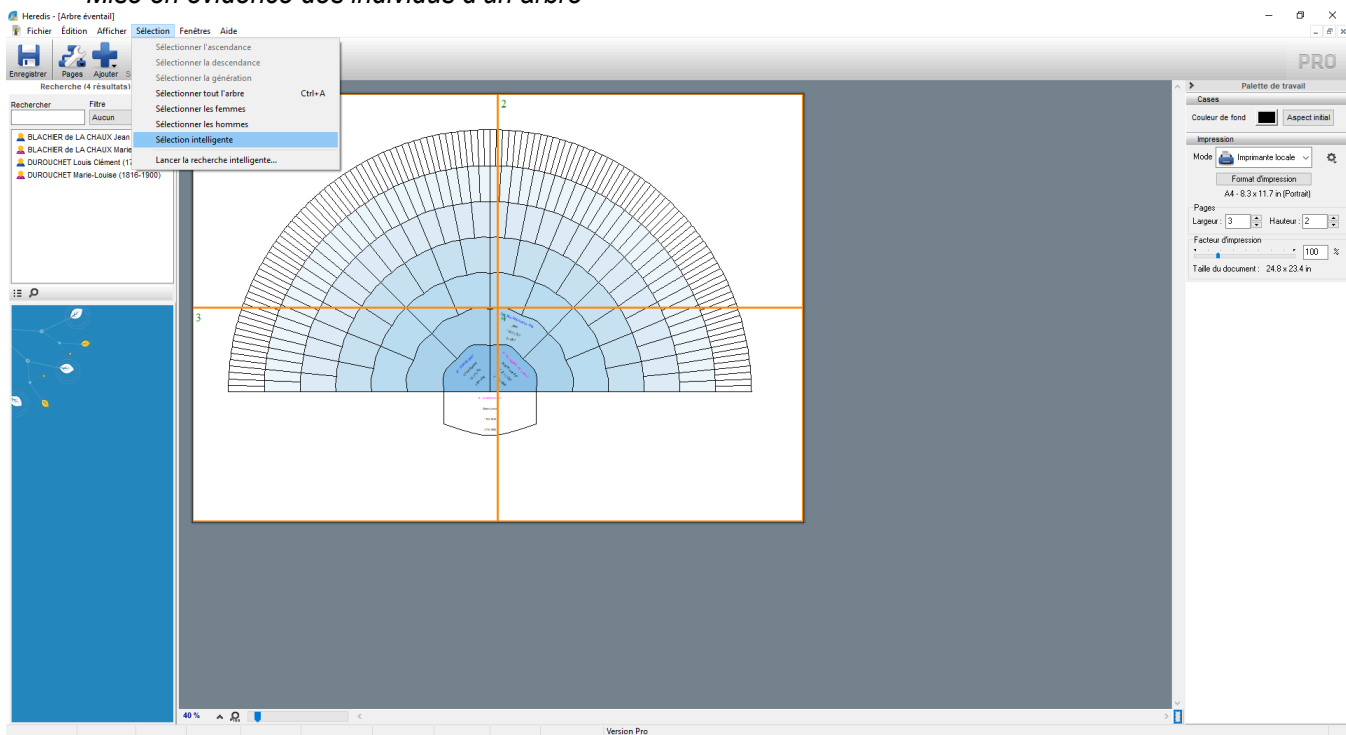 Mise en évidence des individus d'un arbre
Heredis - [Arbre éventail]
Fichier Édition Afficher Sélection Fenêtres Aide
Enregistrer Pages Ajouter
PRO
Sélectionner l'ascendance
Sélectionner la descendance
Sélectionner la génération
Sélectionner tout l'arbre Ctrl+A
Sélectionner les femmes
Sélectionner les hommes
Sélection intelligente
Lancer la recherche intelligente...
Recherche (4 résultats)
Rechercher Filtre
Aucun
BLACHIER de LA CHAUX Jean
BLACHIER de LA CHAUX Marie
DUROUCHET Louis Clément (17
DUROUCHET Marie-Louise (1816-1900)
2
3
4
Palette de travail
Cases
Couleur de fond Aspect initial
Impression
Mode Imprimante locale
Format d'impression
A4 - 8.3 x 11.7 in (Portrait)
Pages
Largeur : 3 Hauteur : 2
Facteur d'impression
100 %
Taille du document : 24.8 x 23.4 in
40 %
Version Pro